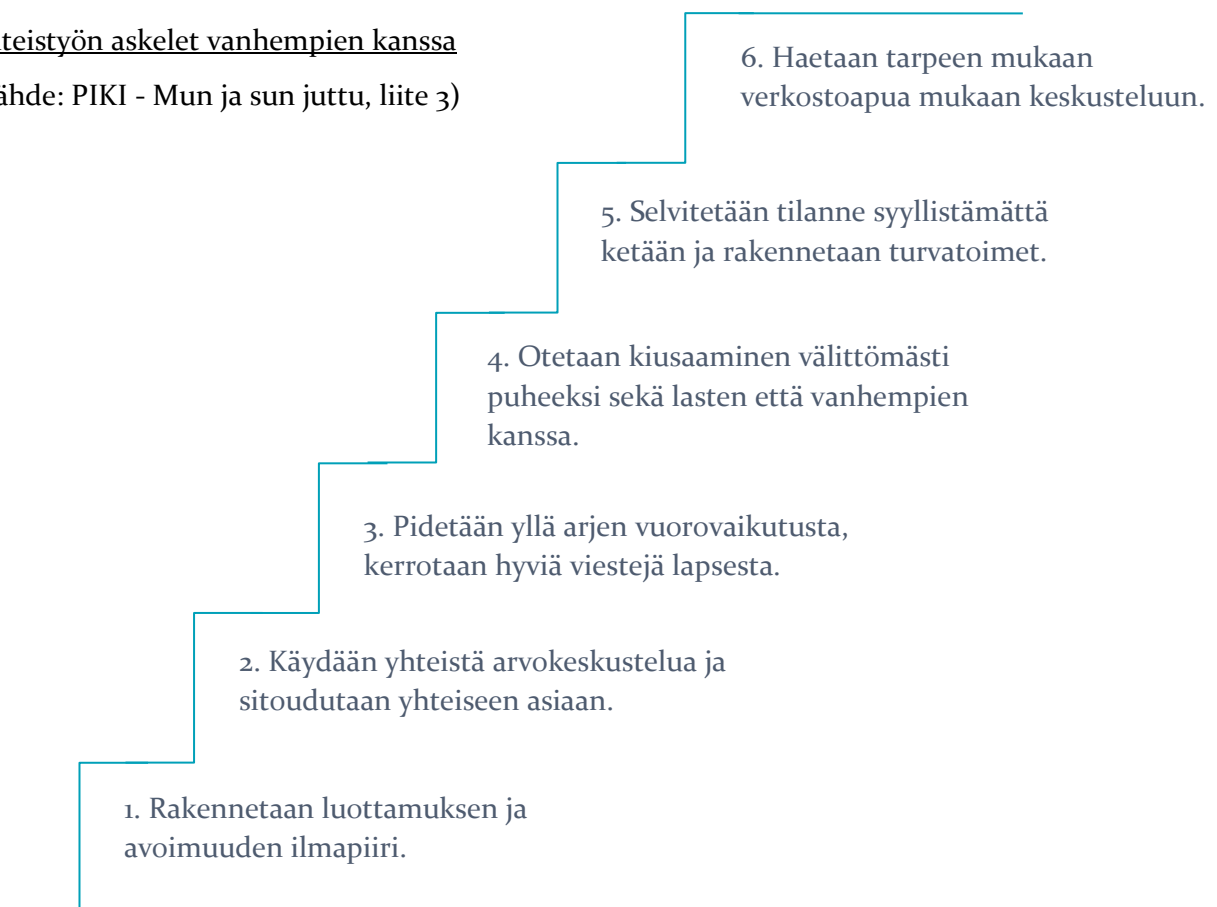 teistyön askelet vanhempien kanssa
ähde: PIKI - Mun ja sun juttu, liite 3)
6. Haetaan tarpeen mukaan
verkostoapua mukaan keskusteluun.
5. Selvitetään tilanne syyllistämättä
ketään ja rakennetaan turvatoimet.
4. Otetaan kiusaaminen välittömästi
puheeksi sekä lasten että vanhempien
kanssa.
3. Pidetään yllä arjen vuorovaikutusta,
kerrotaan hyviä viestejä lapsesta.
2. Käydään yhteistä arvokeskustelua ja
sitoudutaan yhteiseen asiaan.
1. Rakennetaan luottamuksen ja
avoimuuden ilmapiiri.